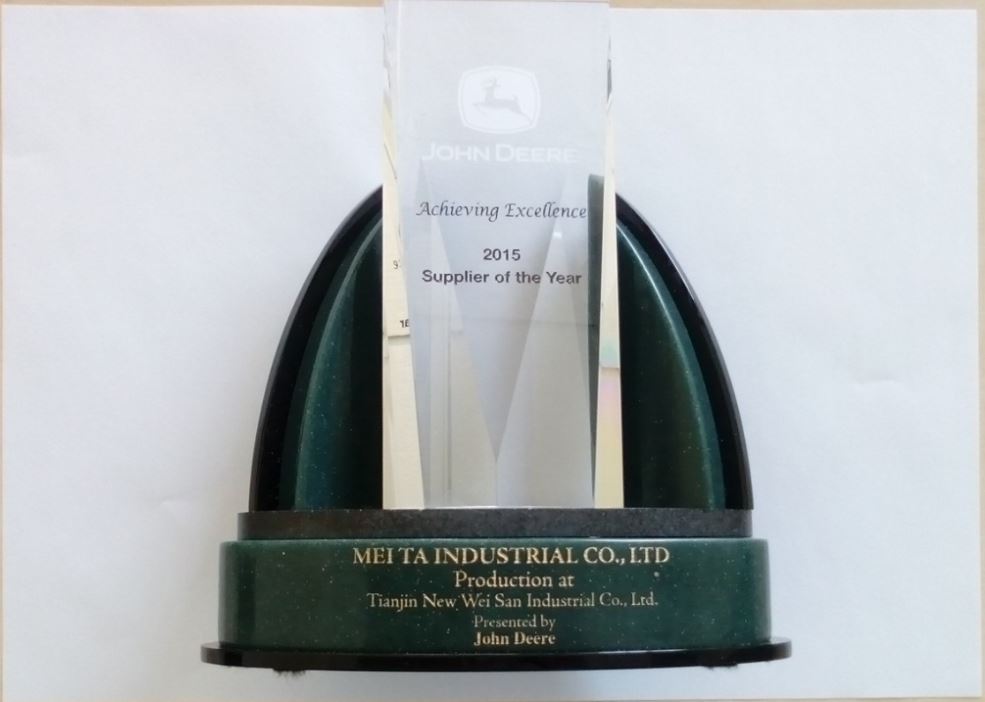 JOHN DEERE
Achieving Excellence
2015
Supplier of the Year
MEI TA INDUSTRIAL CO., LTD
Production at
Tianjin New Wei San Industrial Co., Ltd.
Presented by
John Deere